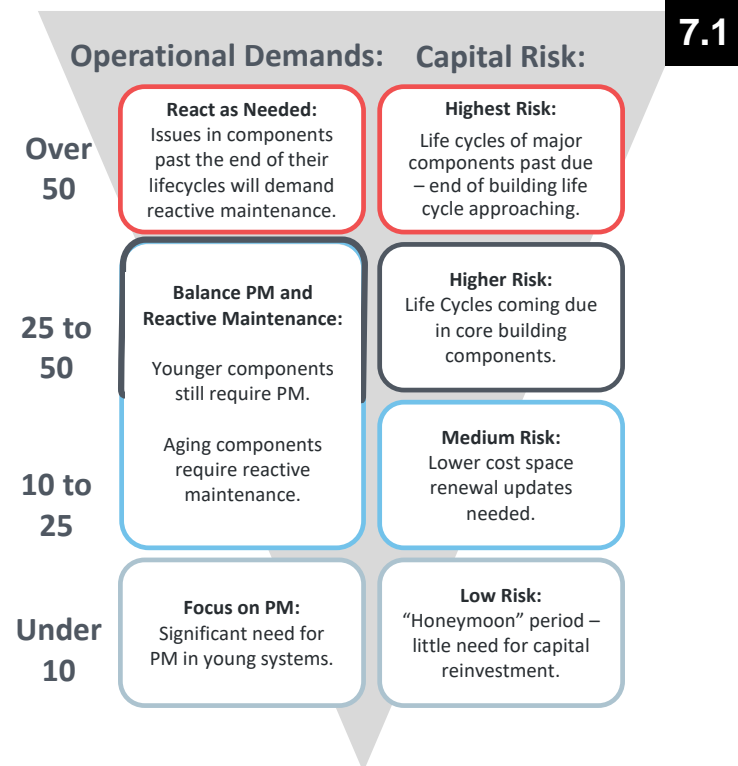 7.1
Operational Demands:
Capital Risk:
Over
50
React as Needed:
Issues in components
past the end of their
lifecycles will demand
reactive maintenance.
Highest Risk:
Life cycles of major
components past due
– end of building life
cycle approaching.
25 to
50
Balance PM and
Reactive Maintenance:
Younger components
still require PM.
Aging components
require reactive
maintenance.
Higher Risk:
Life Cycles coming due
in core building
components.
10 to
25
Medium Risk:
Lower cost space
renewal updates
needed.
Under
10
Focus on PM:
Significant need for
PM in young systems.
Low Risk:
“Honeymoon” period –
little need for capital
reinvestment.